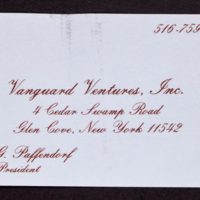 516-759
Vanguard Ventures, Inc.
4 Cedar Swamp Road
Glen Cove, New York 11542
G. Paffendorf
President